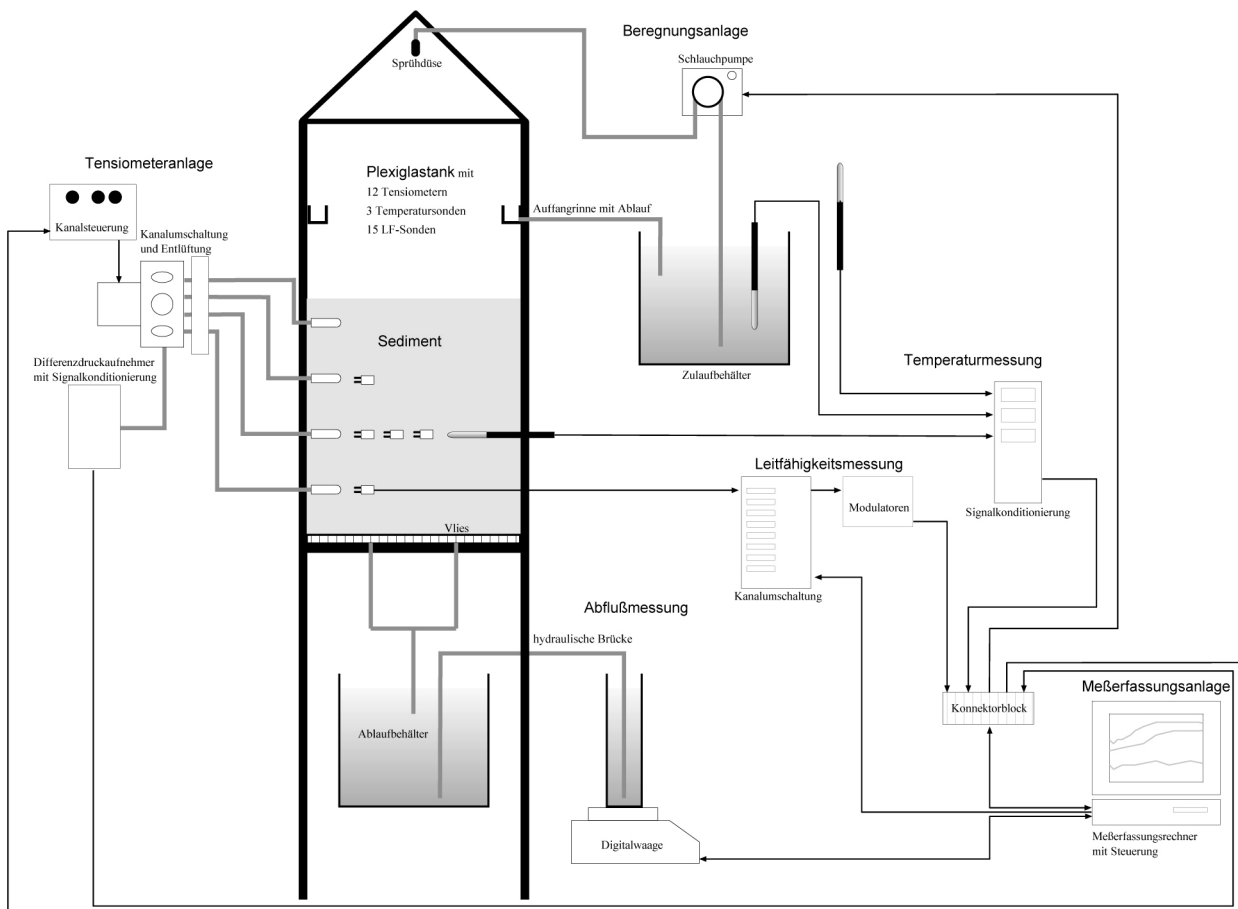 Beregnungsanlage
Schlauchpumpe
Sprühdüse
Tensiometeranlage
Kanalsteuerung
Kanalumschaltung
und Entlüftung
Plexiglastank mit
12 Tensiometern
3 Temperatursonden
15 LF-Sonden
Auffangrinne mit Ablauf
Sediment
Zulaufbehälter
Differenzdruckaufnehmer
mit Signalkonditionierung
Temperaturmessung
Signalkonditionierung
Leitfähigkeitsmessung
Modulatoren
Kanalumschaltung
Vlies
Abflußmessung
hydraulische Brücke
Ablaufbehälter
Digitalwaage
Konnektorblock
Meßerfassungsanlage
Meßerfassungsrechner
mit Steuerung